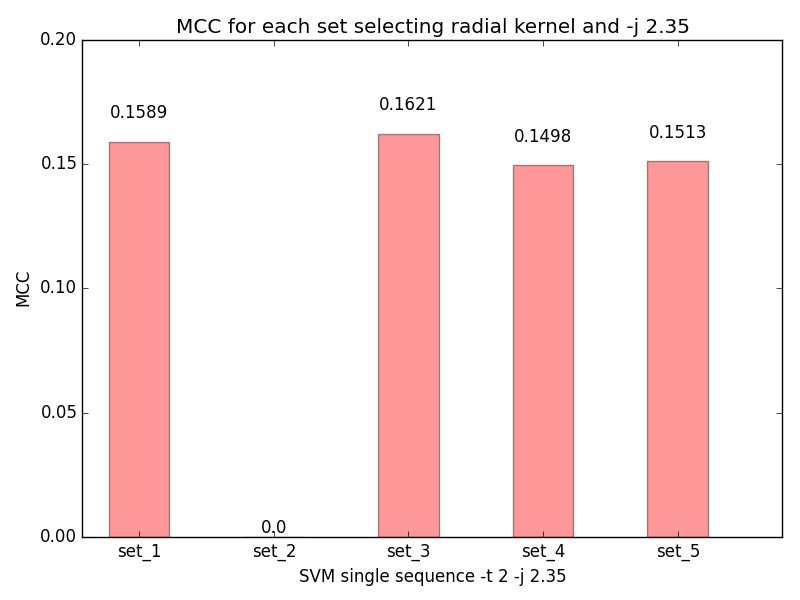 MCC for each set selecting radial kernel and -j 2.35
0.20
0.15
0.10
0.05
0.00
MCC
0.1589
0.0
0.1621
0.1498
0.1513
set_1 set_2 set_3 set_4 set_5
SVM single sequence -t 2 -j 2.35